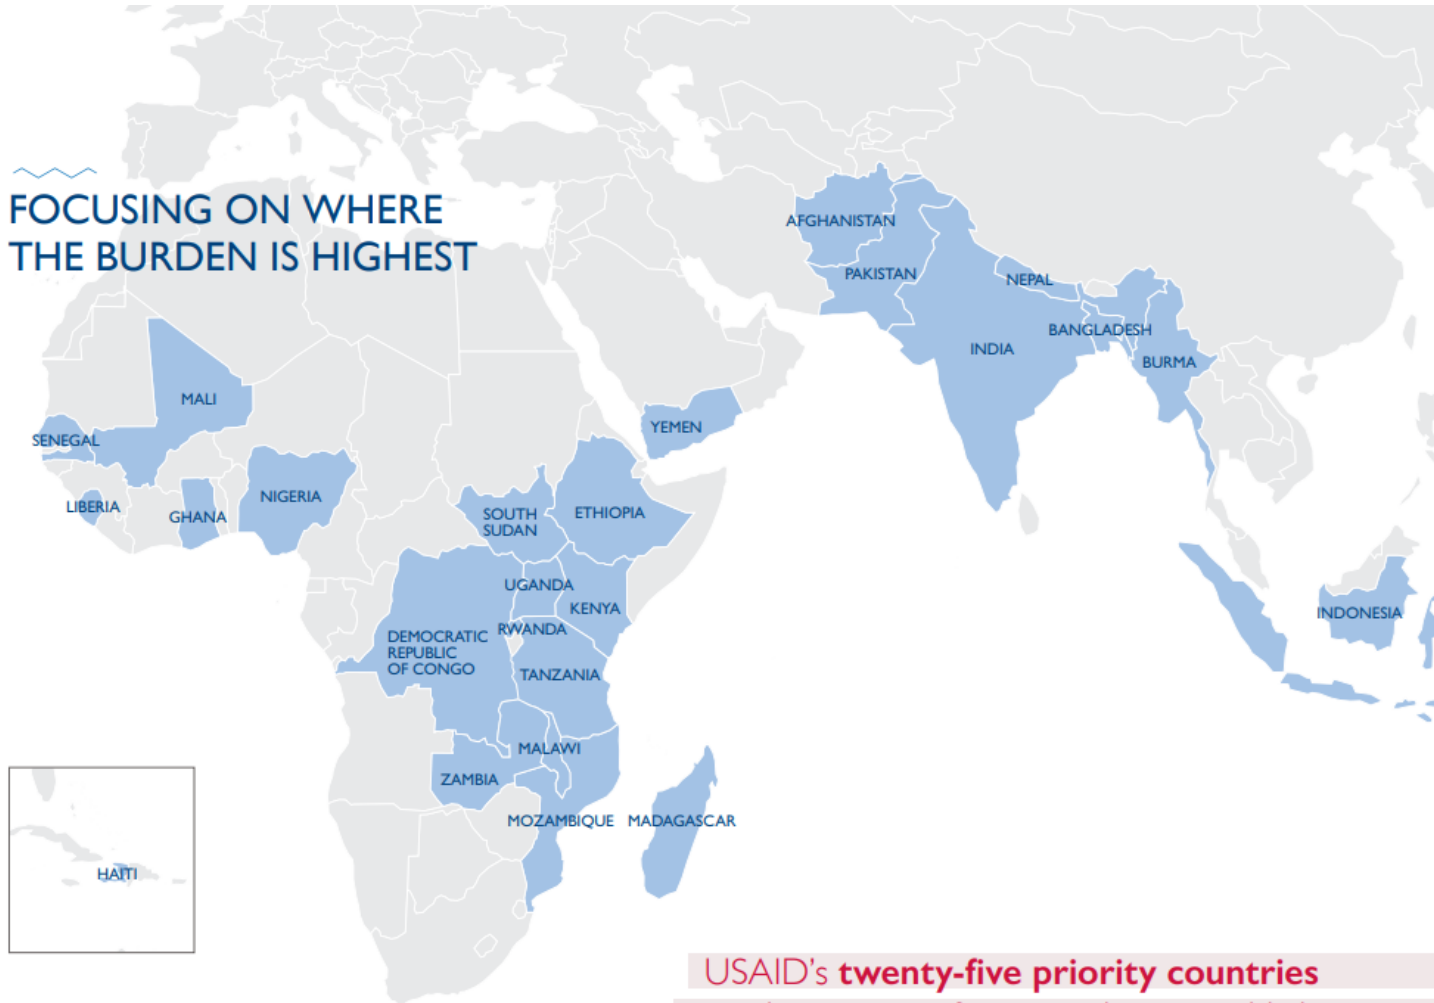 FOCUSING ON WHERE
THE BURDEN IS HIGHEST
AFGHANISTAN
PAKISTAN
NEPAL
BANGLADESH
INDIA
BURMA
MALI
YEMEN
SENEGAL
NIGERIA
LIBERIA
GHANA
SOUTH
SUDAN
ETHIOPIA
UGANDA
KENYA
INDONESIA
RWANDA
DEMOCRATIC
REPUBLIC
OF CONGO
TANZANIA
MALAWI
ZAMBIA
MOZAMBIQUE
MADAGASCAR
HAITI
USAID's twenty-five priority countries